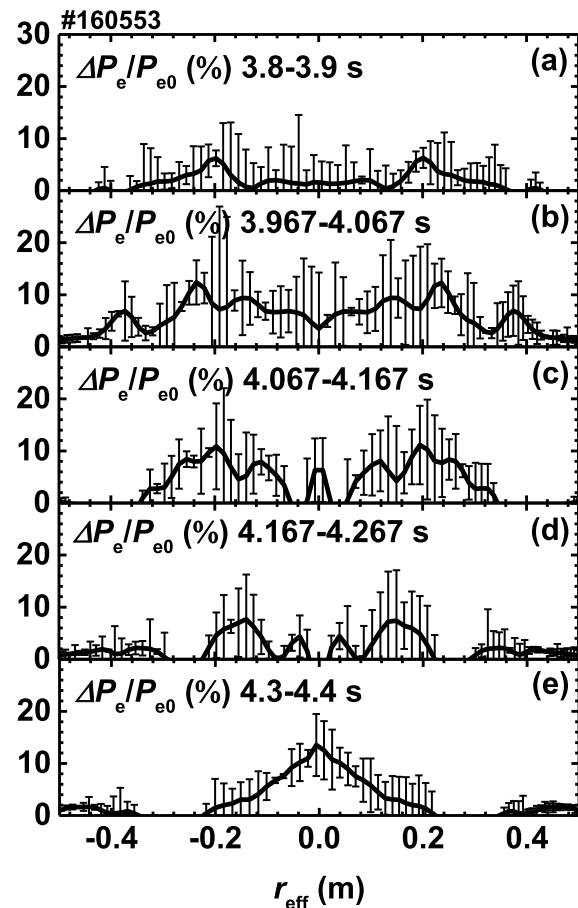 #160553
30
ΔPe/Pe0 (%) 3.8-3.9 s (a)
20
10
0
ΔPe/Pe0 (%) 3.967-4.067 s (b)
20
10
0
ΔPe/Pe0 (%) 4.067-4.167 s (c)
20
10
0
ΔPe/Pe0 (%) 4.167-4.267 s (d)
20
10
0
ΔPe/Pe0 (%) 4.3-4.4 s (e)
20
10
0
-0.4 -0.2 0.0 0.2 0.4
reff (m)